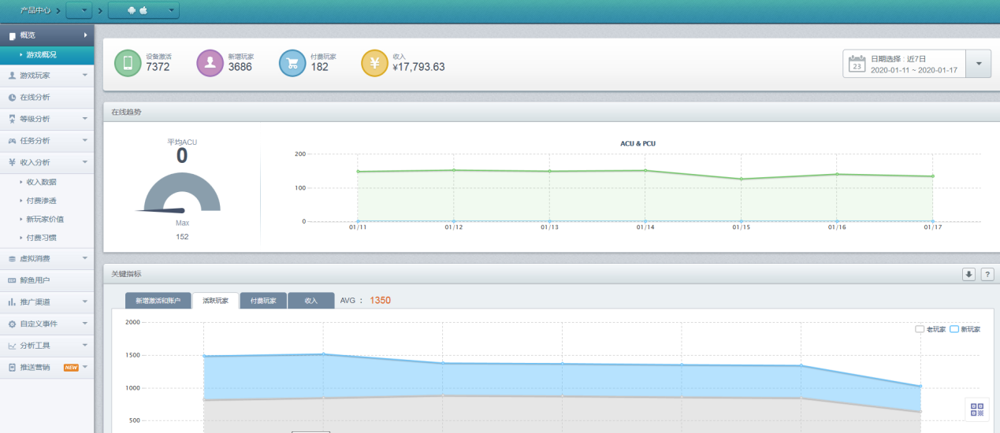 产品中心
概览
游戏概况
游戏玩家
在线分析
等级分析
任务分析
收入分析
收入数据
付费渗透
新玩家价值
付费习惯
虚拟消费
鲸鱼用户
推广渠道
自定义事件
分析工具
推送营销 NEW
设备激活
7372
新增玩家
3686
付费玩家
182
收入
¥17,793.63
23
日期选择 : 近7日
2020-01-11 ~ 2020-01-17
在线趋势
平均ACU
0
Max
152
ACU & PCU
200
100
0
01/11 01/12 01/13 01/14 01/15 01/16 01/17
关键指标
?
新增激活和账户 活跃玩家 付费玩家 收入 AVG : 1350
老玩家 新玩家
2000
1500
1000
500